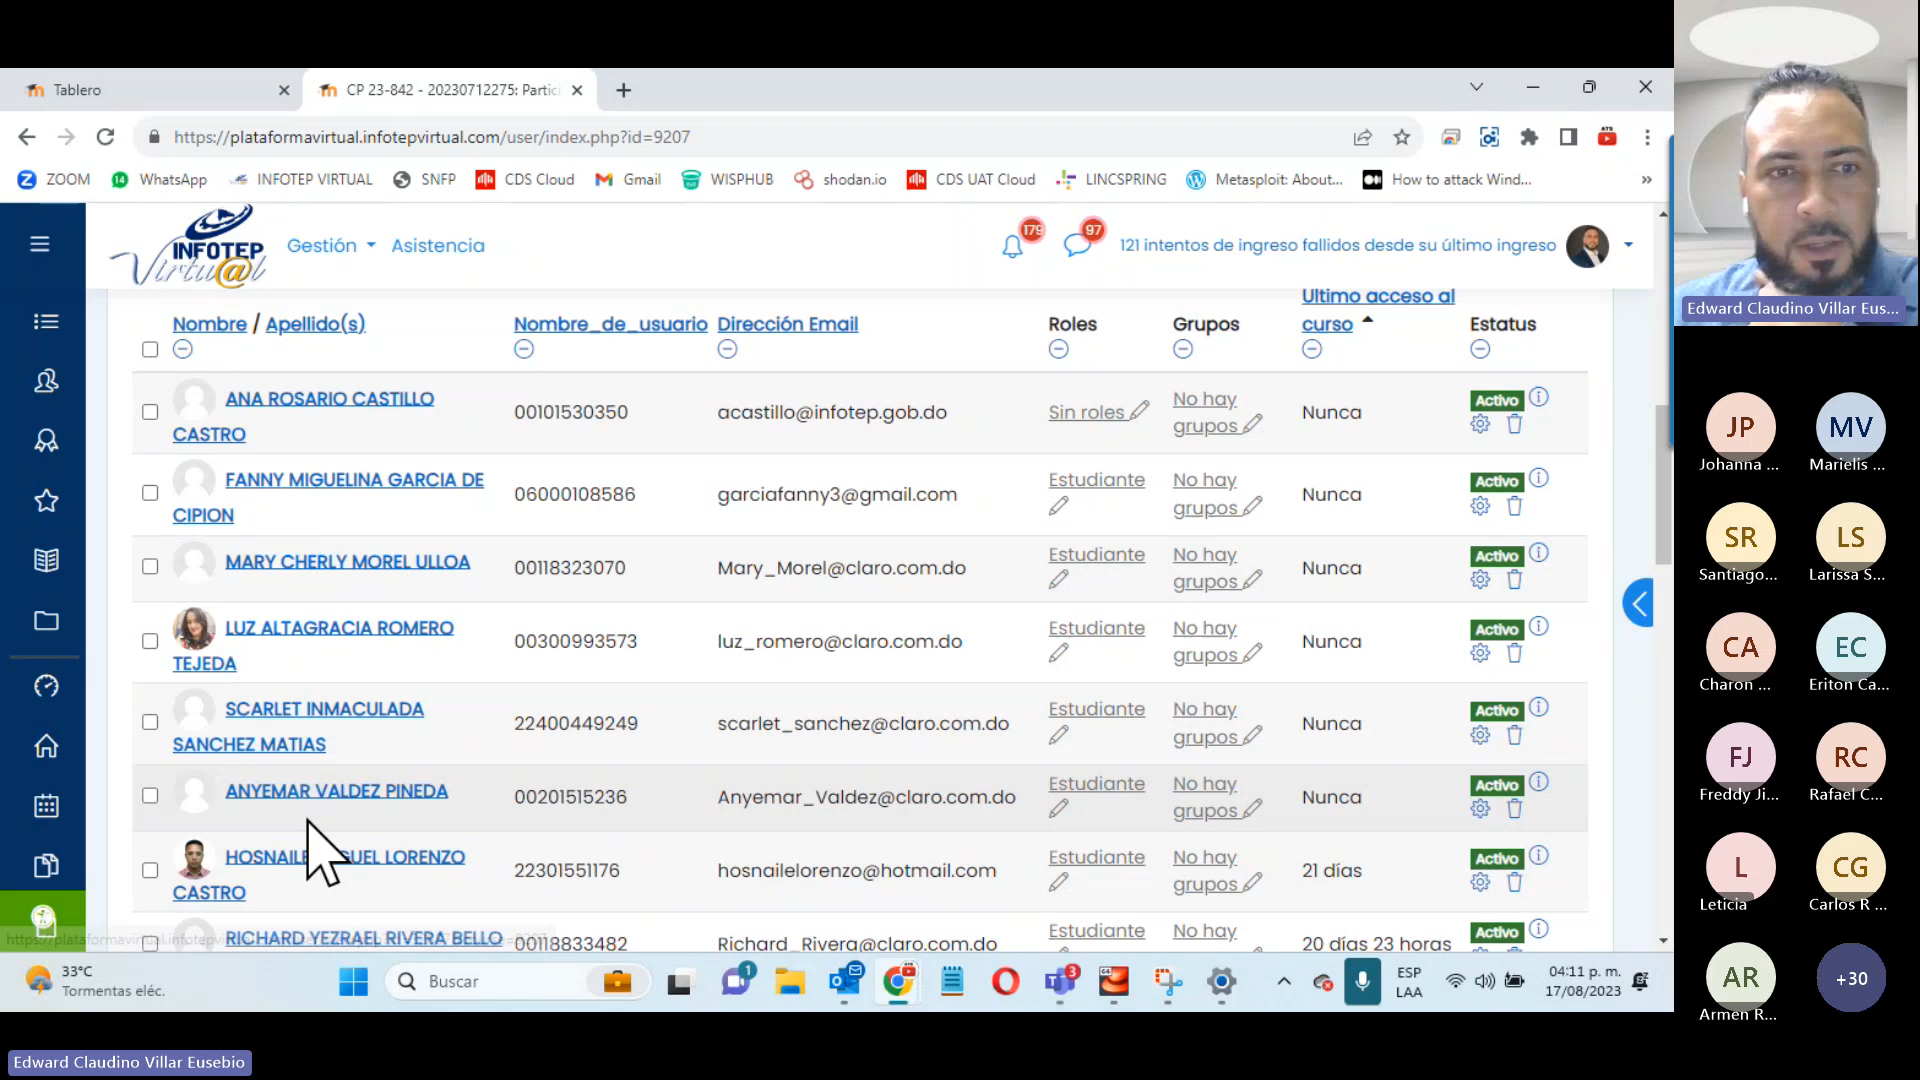 Tablero
CP 23-842 - 20230712275: Partici
https://plataformavirtual.infotepvirtual.com/user/index.php?id=9207
ZOOM
14
WhatsApp
INFOTEP VIRTUAL
SNFP
CDS Cloud
Gmail
WISPHUB
shodan.io
CDS UAT Cloud
LINCSPRING
Metasploit: About...
How to attack Wind...
»
INFOTEP
Virtu@l
Gestión
Asistencia
179
97
121 intentos de ingreso fallidos desde su último ingreso
Nombre / Apellido(s)
Nombre_de_usuario
Dirección Email
Roles
Grupos
Último acceso al
curso
Estatus
ANA ROSARIO CASTILLO
CASTRO
00101530350
acastillo@infotep.gob.do
Sin roles
No hay
grupos
Nunca
Activo
FANNY MIGUELINA GARCIA DE
CIPION
06000108586
garciafanny3@gmail.com
Estudiante
No hay
grupos
Nunca
Activo
MARY CHERLY MOREL ULLOA
00118323070
Mary_Morel@claro.com.do
Estudiante
No hay
grupos
Nunca
Activo
LUZ ALTAGRACIA ROMERO
TEJEDA
00300993573
luz_romero@claro.com.do
Estudiante
No hay
grupos
Nunca
Activo
SCARLET INMACULADA
SANCHEZ MATIAS
22400449249
scarlet_sanchez@claro.com.do
Estudiante
No hay
grupos
Nunca
Activo
ANYEMAR VALDEZ PINEDA
00201515236
Anyemar_Valdez@claro.com.do
Estudiante
No hay
grupos
Nunca
Activo
LORENZO
CASTRO
22301551176
hosnailelorenzo@hotmail.com
Estudiante
No hay
grupos
21 días
Activo
RICHARD YEZRAEL RIVERA BELLO
00118833482
Richard_Rivera@claro.com.do
Estudiante
No hay
20 días 23 horas
Activo
33°C
Tormentas eléc.
Buscar
1
3
ESP
LAA
04:11 p. m.
17/08/2023
Edward Claudino Villar Eusebio
Edward Claudino Villar Eus...
JP
Johanna ...
MV
Marielis ...
SR
Santiago...
LS
Larissa S...
CA
Charon ...
EC
Eriton Ca...
FJ
Freddy Ji...
RC
Rafael C...
L
Leticia
CG
Carlos R ...
AR
Armen R...
+30